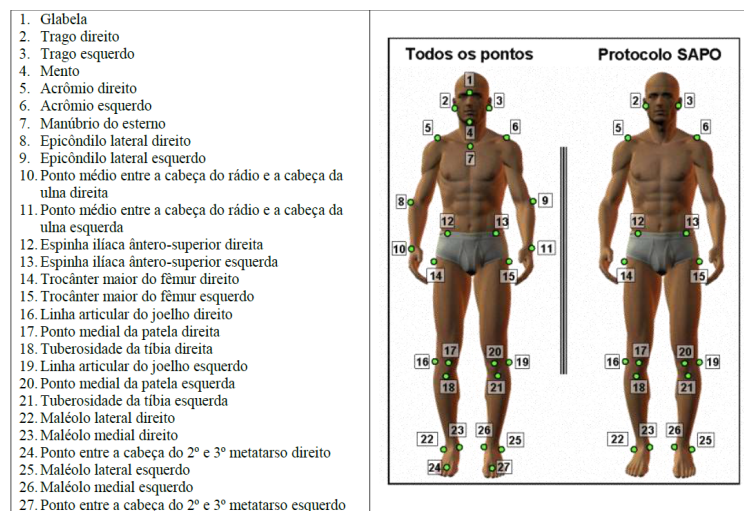 1. Glabela
2. Trago direito
3. Trago esquerdo
4. Mento
5. Acrômio direito
6. Acrômio esquerdo
7. Manúbrio do esterno
8. Epicôndilo lateral direito
9. Epicôndilo lateral esquerdo
10. Ponto médio entre a cabeça do rádio e a cabeça da
ulna direita
11. Ponto médio entre a cabeça do rádio e a cabeça da
ulna esquerda
12. Espinha ilíaca ântero-superior direita
13. Espinha ilíaca ântero-superior esquerda
14. Trocânter maior do fêmur direito
15. Trocânter maior do fêmur esquerdo
16. Linha articular do joelho direito
17. Ponto medial da patela direita
18. Tuberosidade da tíbia direita
19. Linha articular do joelho esquerdo
20. Ponto medial da patela esquerda
21. Tuberosidade da tíbia esquerda
22. Maléolo lateral direito
23. Maléolo medial direito
24. Ponto entre a cabeça do 2º e 3º metatarso direito
25. Maléolo lateral esquerdo
26. Maléolo medial esquerdo
27. Ponto entre a cabeça do 2º e 3º metatarso esquerdo
Todos os pontos
1
2 3
4
5 6
7
8 9
12 13
10 11
14 15
16 17 20 19
18 21
23 26
22 25
24 27
Protocolo SAPO
2 3
5 6
12 13
14 15
16 17 20 19
18 21
23 26
22 25